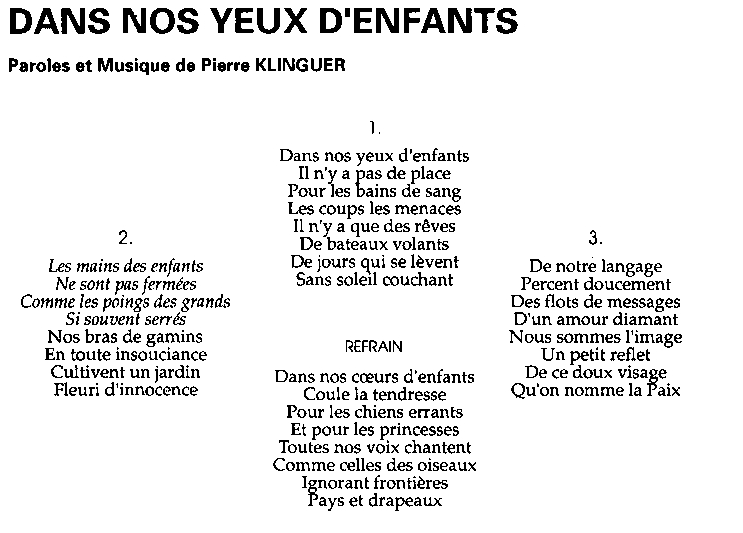 DANS NOS YEUX D'ENFANTS
Paroles et Musique de Pierre KLINGUER
1.
Dans nos yeux d'enfants
Il n'y a pas de place
Pour les bains de sang
Les coups les menaces
Il n'y a que des rêves
De bateaux volants
De jours qui se lèvent
Sans soleil couchant
2.
Les mains des enfants
Ne sont pas fermées
Comme les poings des grands
Si souvent serrés
Nos bras de gamins
En toute insouciance
Cultivent un jardin
Fleuri d'innocence
3.
De notre langage
Percent doucement
Des flots de messages
D'un amour diamant
Nous sommes l'image
Un petit reflet
De ce doux visage
Qu'on nomme la Paix
REFRAIN
Dans nos cœurs d'enfants
Coule la tendresse
Pour les chiens errants
Et pour les princesses
Toutes nos voix chantent
Comme celles des oiseaux
Ignorant frontières
Pays et drapeaux